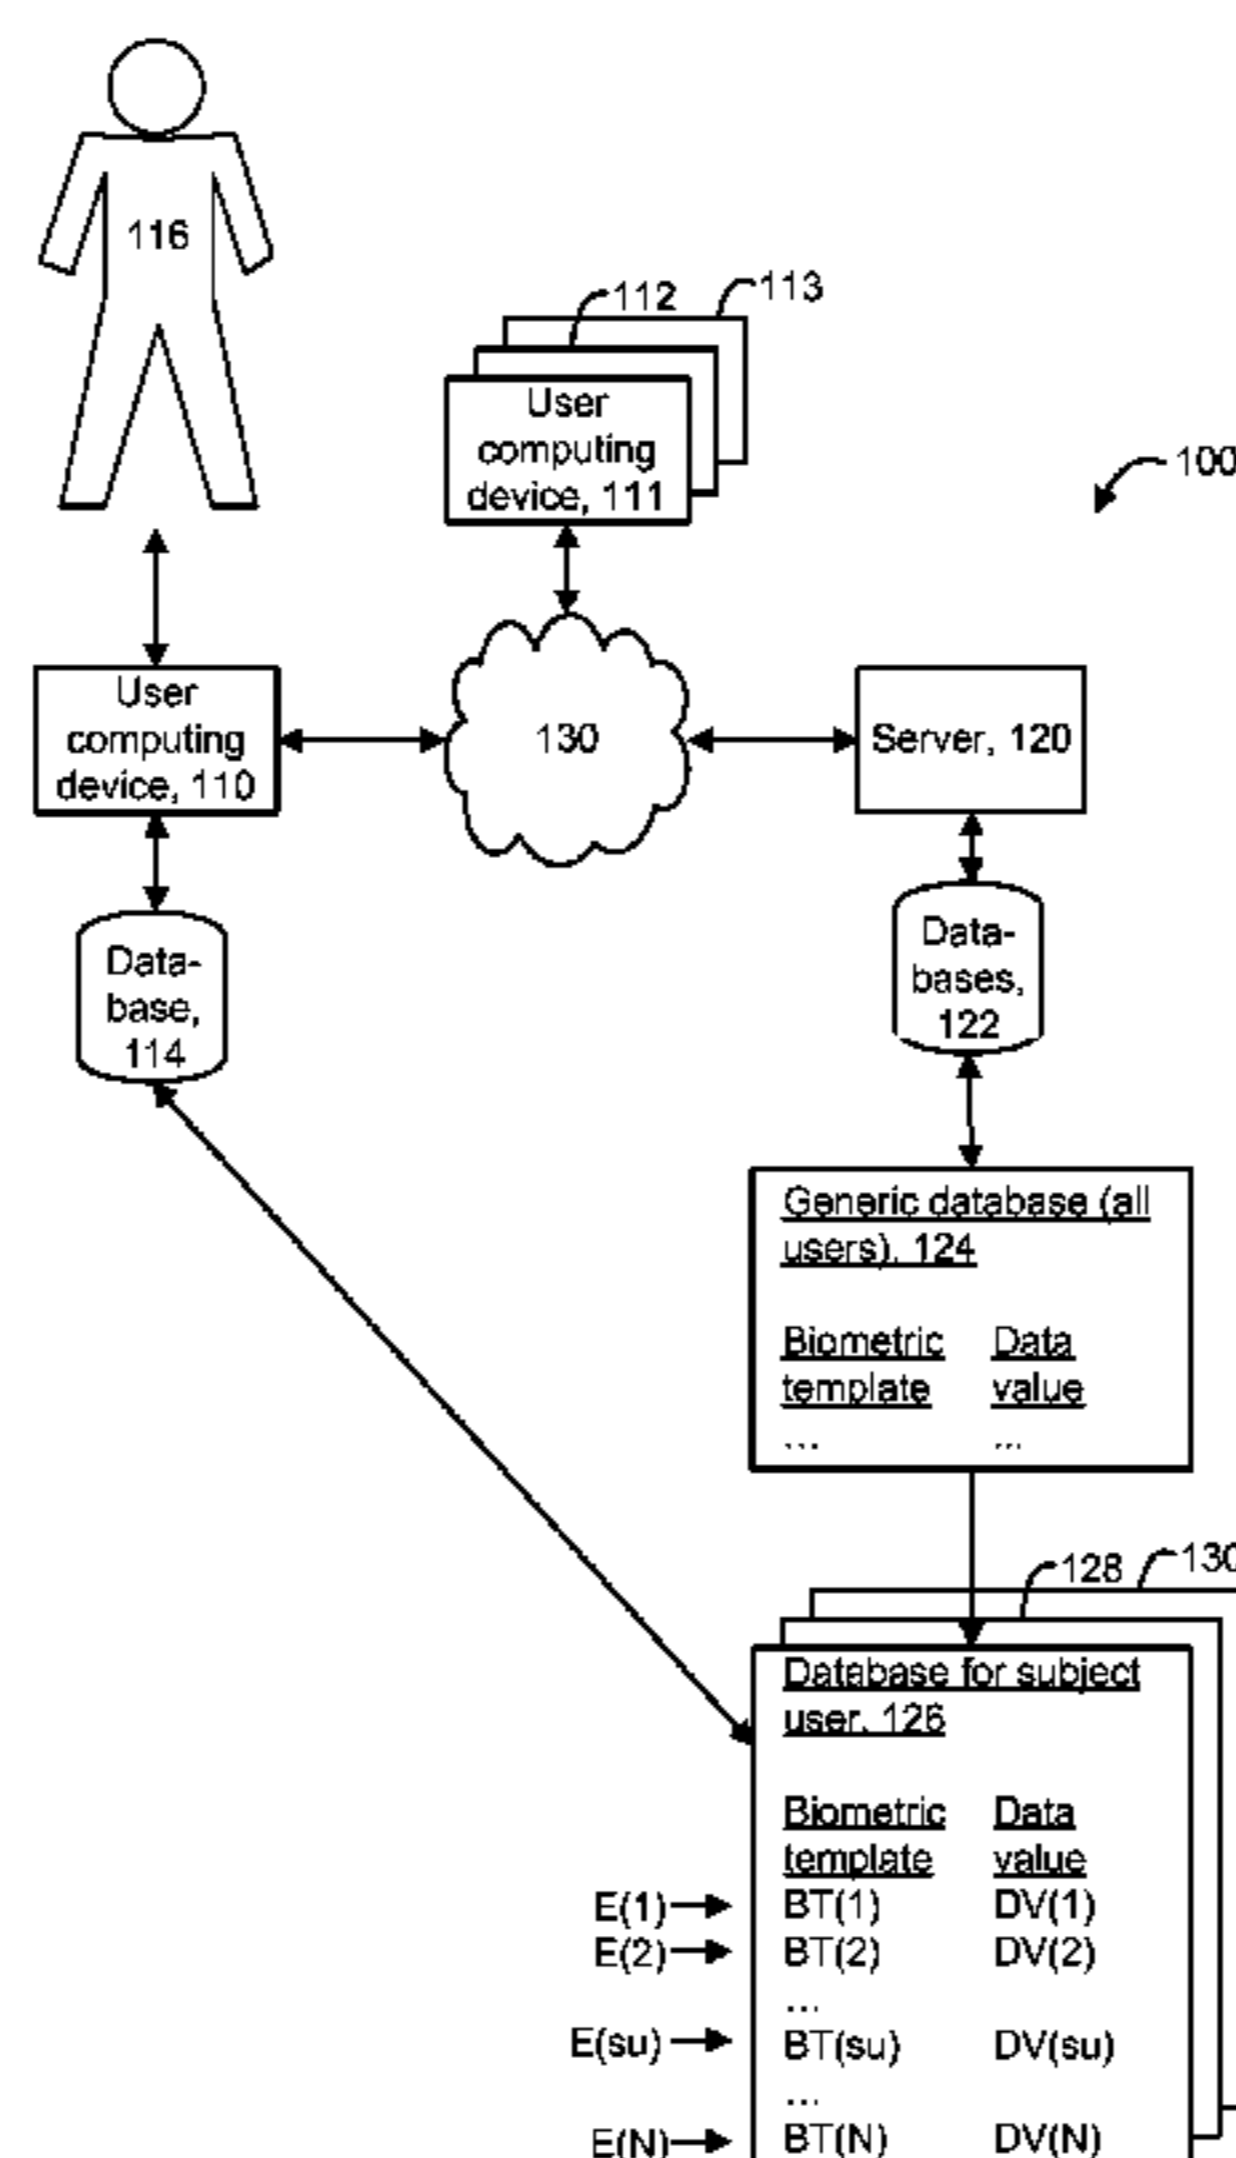 116
112
113
User
computing
device, 111
100
User
computing
device, 110
130
Server, 120
Data-
base,
114
Data-
bases,
122
Generic database (all
users), 124
Biometric Data
template value
... ...
128
130
Database for subject
user, 126
Biometric Data
template value
E(1) BT(1) DV(1)
E(2) BT(2) DV(2)
...
E(su) BT(su) DV(su)
...
E(N) BT(N) DV(N)